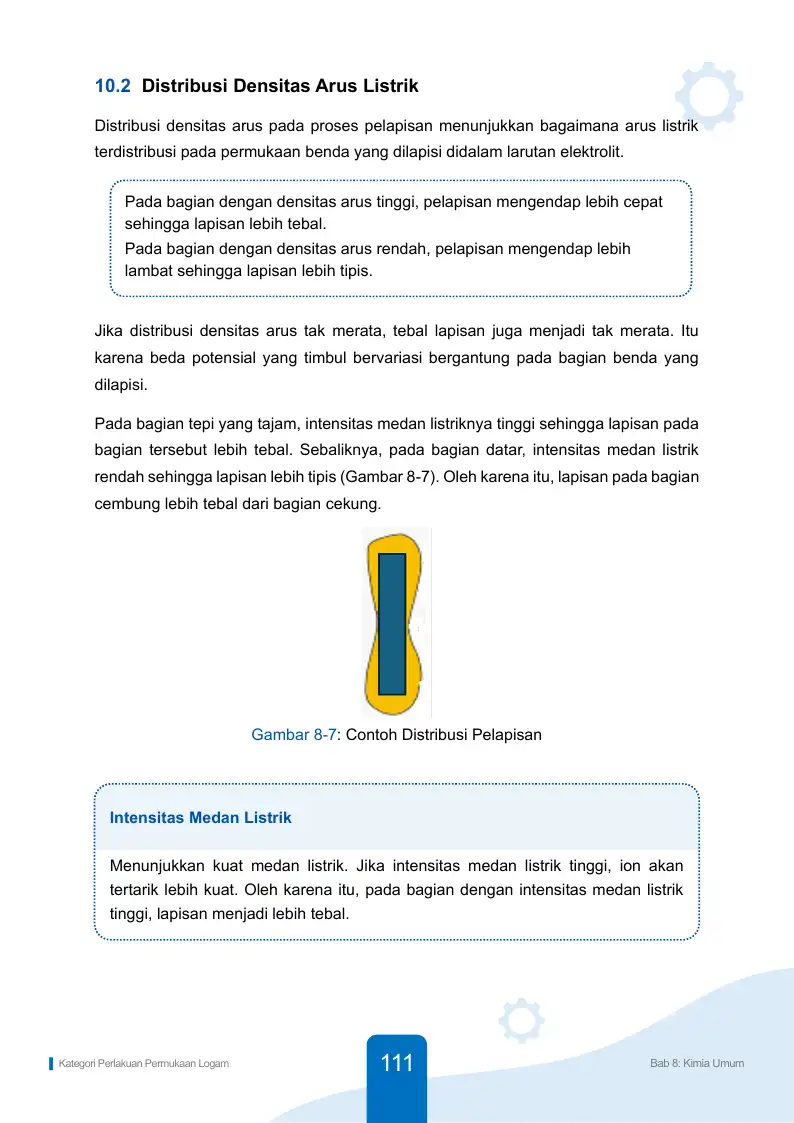 10.2 Distribusi Densitas Arus Listrik
Distribusi densitas arus pada proses pelapisan menunjukkan bagaimana arus listrik
terdistribusi pada permukaan benda yang dilapisi didalam larutan elektrolit.
Pada bagian dengan densitas arus tinggi, pelapisan mengendap lebih cepat
sehingga lapisan lebih tebal.
Pada bagian dengan densitas arus rendah, pelapisan mengendap lebih
lambat sehingga lapisan lebih tipis.
Jika distribusi densitas arus tak merata, tebal lapisan juga menjadi tak merata. Itu
karena beda potensial yang timbul bervariasi bergantung pada bagian benda yang
dilapisi.
Pada bagian tepi yang tajam, intensitas medan listriknya tinggi sehingga lapisan pada
bagian tersebut lebih tebal. Sebaliknya, pada bagian datar, intensitas medan listrik
rendah sehingga lapisan lebih tipis (Gambar 8-7). Oleh karena itu, lapisan pada bagian
cembung lebih tebal dari bagian cekung.
Gambar 8-7: Contoh Distribusi Pelapisan
Intensitas Medan Listrik
Menunjukkan kuat medan listrik. Jika intensitas medan listrik tinggi, ion akan
tertarik lebih kuat. Oleh karena itu, pada bagian dengan intensitas medan listrik
tinggi, lapisan menjadi lebih tebal.
Kategori Perlakuan Permukaan Logam
111
Bab 8: Kimia Umum